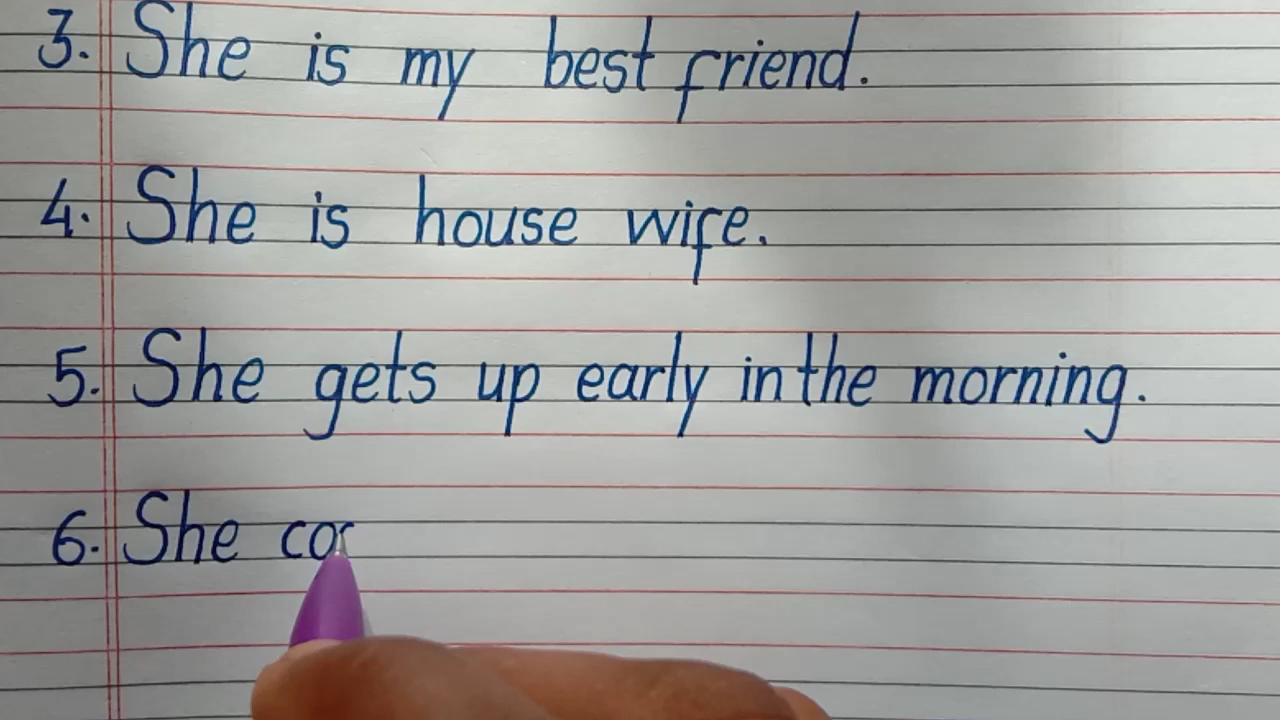 3. She is my best friend.
4. She is house wife.
5. She gets up early in the morning.
6. She co